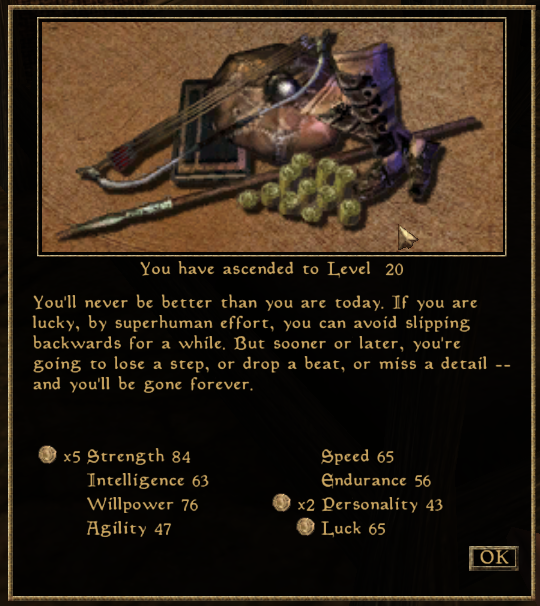 You have ascended to Level 20
You'll never be better than you are today. If you are
lucky, by superhuman effort, you can avoid slipping
backwards for a while. But sooner or later, you're
going to lose a step, or drop a beat, or miss a detail --
and you'll be gone forever.
x5 Strength 84
Intelligence 63
Willpower 76
Agility 47
Speed 65
Endurance 56
x2 Personality 43
Luck 65
OK